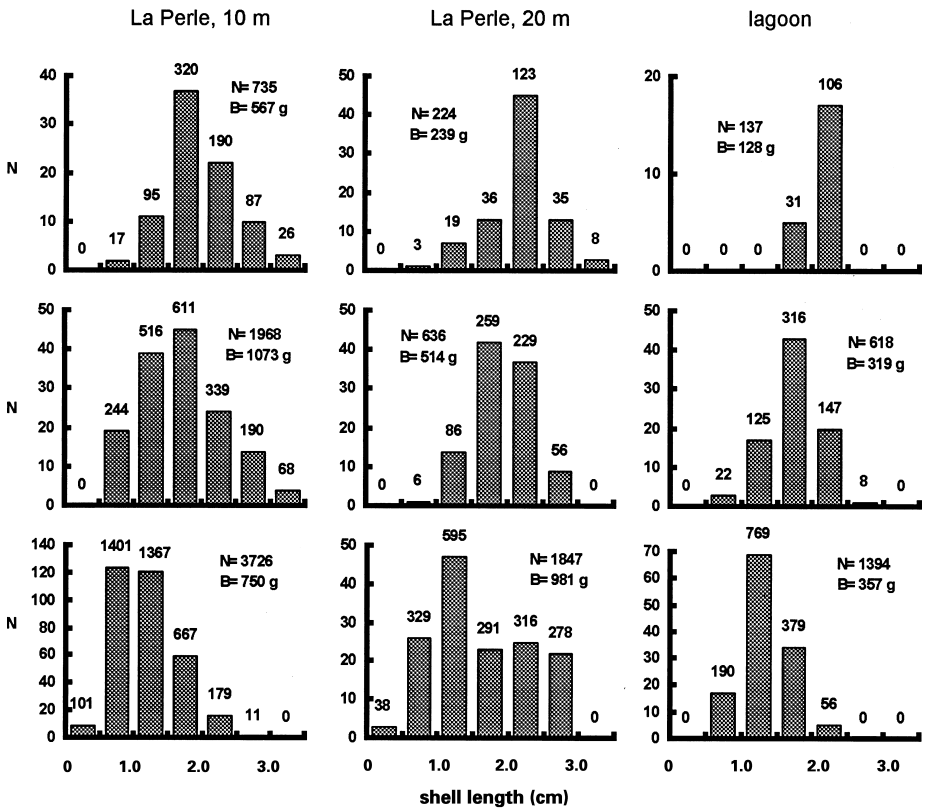 La Perle, 10 m La Perle, 20 m lagoon
40 30 20 10 0
N
0 17 95 320 190 87 26
N= 735
B= 567 g
50 40 30 20 10 0
0 3 19 36 123 35 8
N= 224
B= 239 g
20 10 0
0 0 0 31 106 0 0
N= 137
B= 128 g
50 40 30 20 10 0
N
0 244 516 611 339 190 68
N= 1968
B= 1073 g
50 40 30 20 10 0
0 6 86 259 229 56 0
N= 636
B= 514 g
50 40 30 20 10 0
0 22 125 316 147 8 0
N= 618
B= 319 g
140 120 100 80 60 40 20 0
N
101 1401 1367 667 179 11 0
N= 3726
B= 750 g
0 1.0 2.0 3.0
50 40 30 20 10 0
38 329 595 291 316 278 0
N= 1847
B= 981 g
0 1.0 2.0 3.0
70 60 50 40 30 20 10 0
0 190 769 379 56 0 0
N= 1394
B= 357 g
0 1.0 2.0 3.0
shell length (cm)